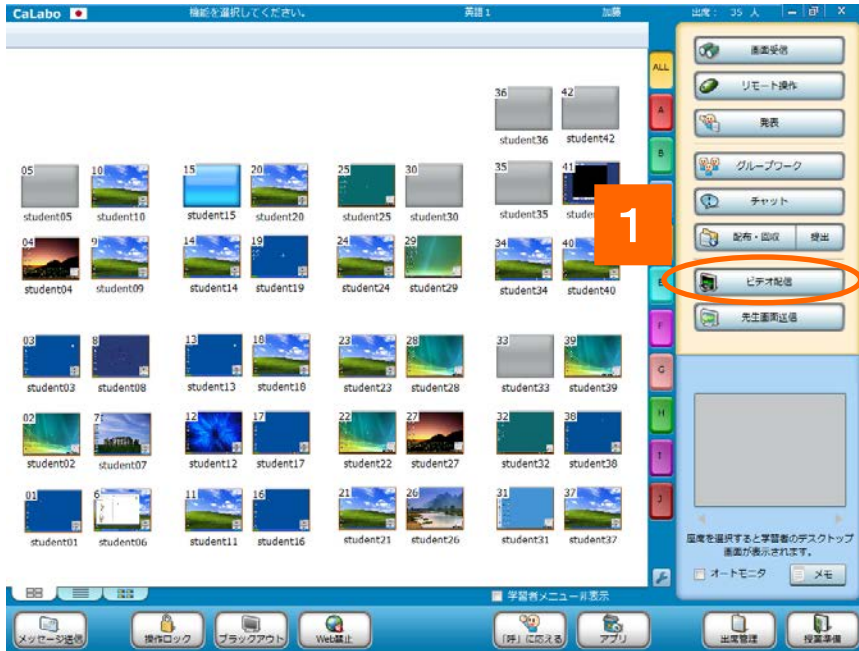 CaLabo 機能を選択してください。 英語1 加藤 出席: 35 人
画面受信
ALL
リモート操作
36 42
A
発表
student36 student42
B
05 10 15 20 25 30 35 41
グループワーク
student05 student10 student15 student20 student25 student30 student35
チャット
1
04 9 14 19 24 29 34 40
配布・回収 提出
student04 student09 student14 student19 student24 student29 student34 student40
E
ビデオ配信
F
先生画面送信
03 8 13 18 23 28 33 39
G
student03 student08 student13 student18 student23 student28 student33 student39
H
02 7 12 17 22 27 32 38
student02 student07 student12 student17 student22 student27 student32 student38
I
01 6 11 16 21 26 31 37
J
student01 student06 student11 student16 student21 student26 student31 student37
座席を選択すると学習者のデスクトップ
画面が表示されます。
オートモニタ メモ
学習者メニュー非表示
メッセージ送信 操作ロック ブラックアウト Web禁止 「呼」に応える アプリ 出席管理 授業準備